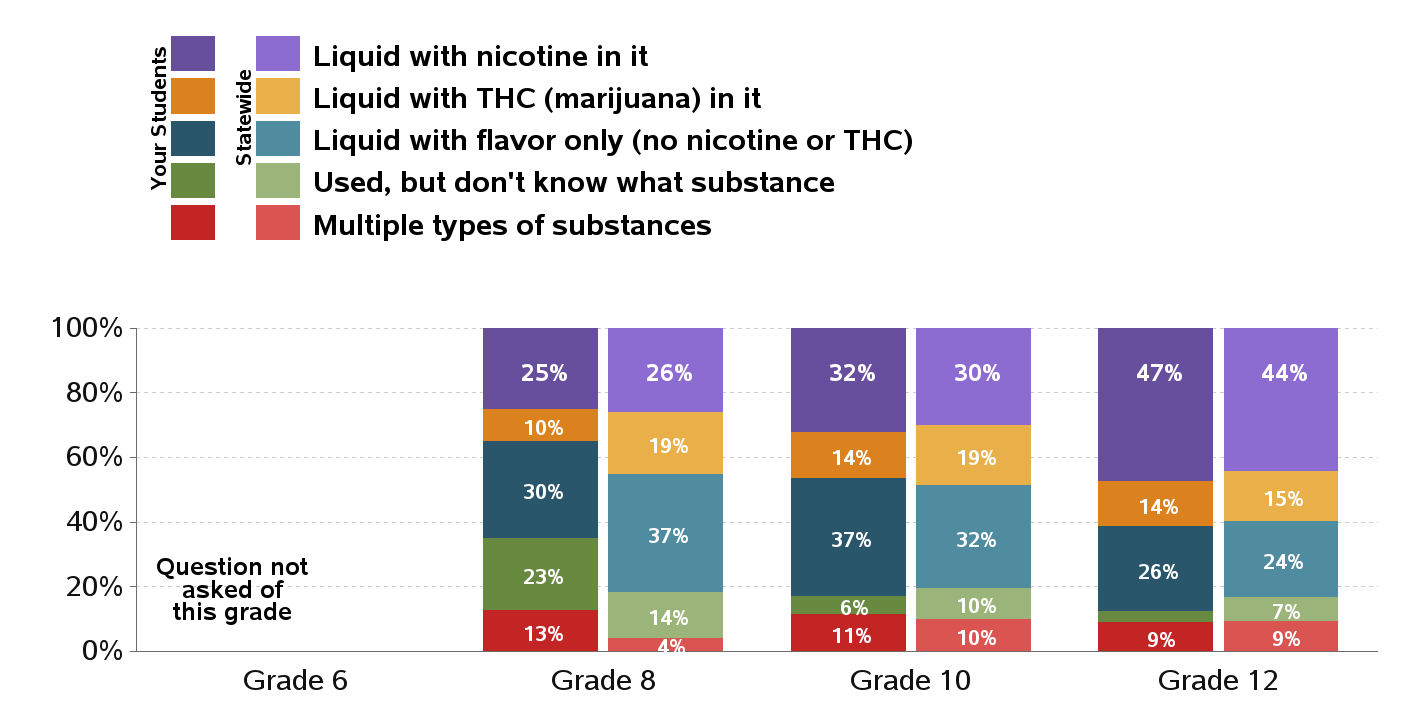 Your Students
Statewide
Liquid with nicotine in it
Liquid with THC (marijuana) in it
Liquid with flavor only (no nicotine or THC)
Used, but don't know what substance
Multiple types of substances
100%
80%
60%
40%
20%
0%
Question not
asked of
this grade
25%
10%
30%
23%
13%
26%
19%
37%
14%
4%
32%
14%
37%
6%
11%
30%
19%
32%
10%
10%
47%
14%
26%
9%
44%
15%
24%
7%
9%
Grade 6
Grade 8
Grade 10
Grade 12